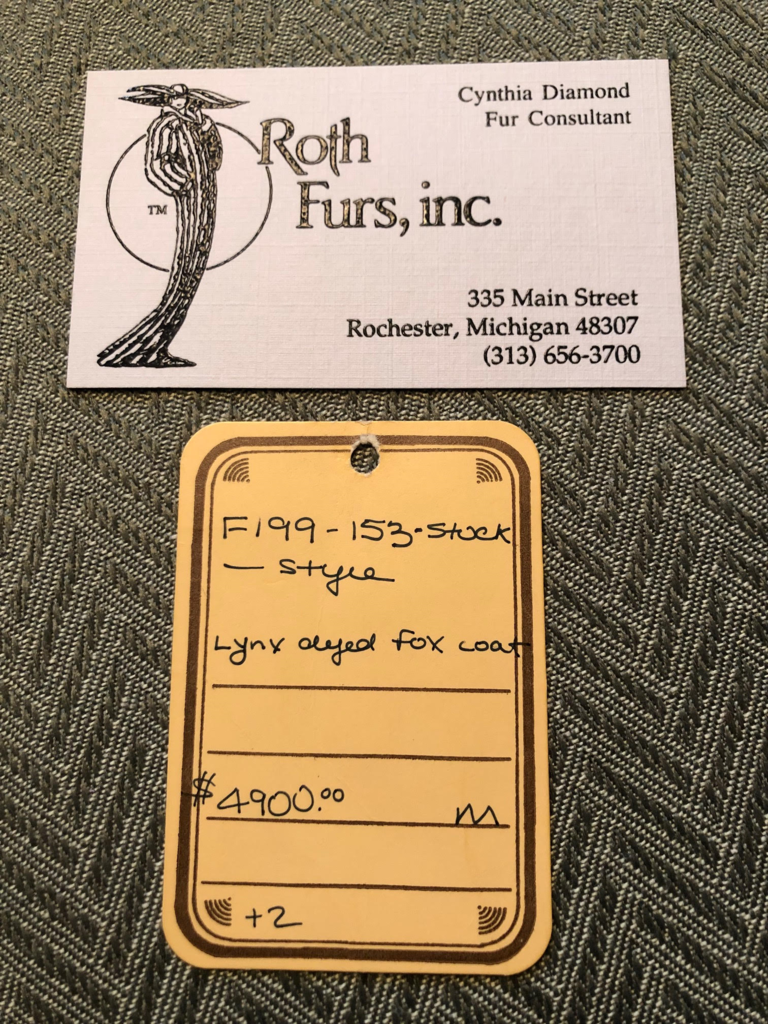 Cynthia Diamond
Fur Consultant
Roth
Furs, inc.
TM
335 Main Street
Rochester, Michigan 48307
(313) 656-3700
F199-153-Stock
— Style
Lynx dyed fox coat
$4900.00 M
+2